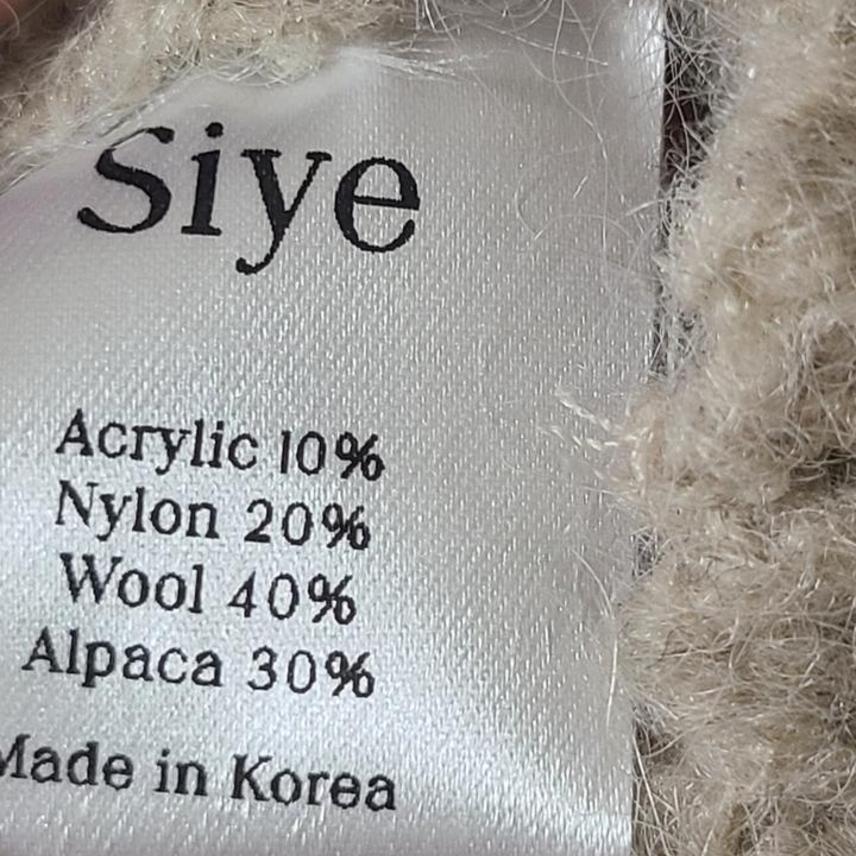 Siye
Acrylic 10%
Nylon 20%
Wool 40%
Alpaca 30%
Made in Korea